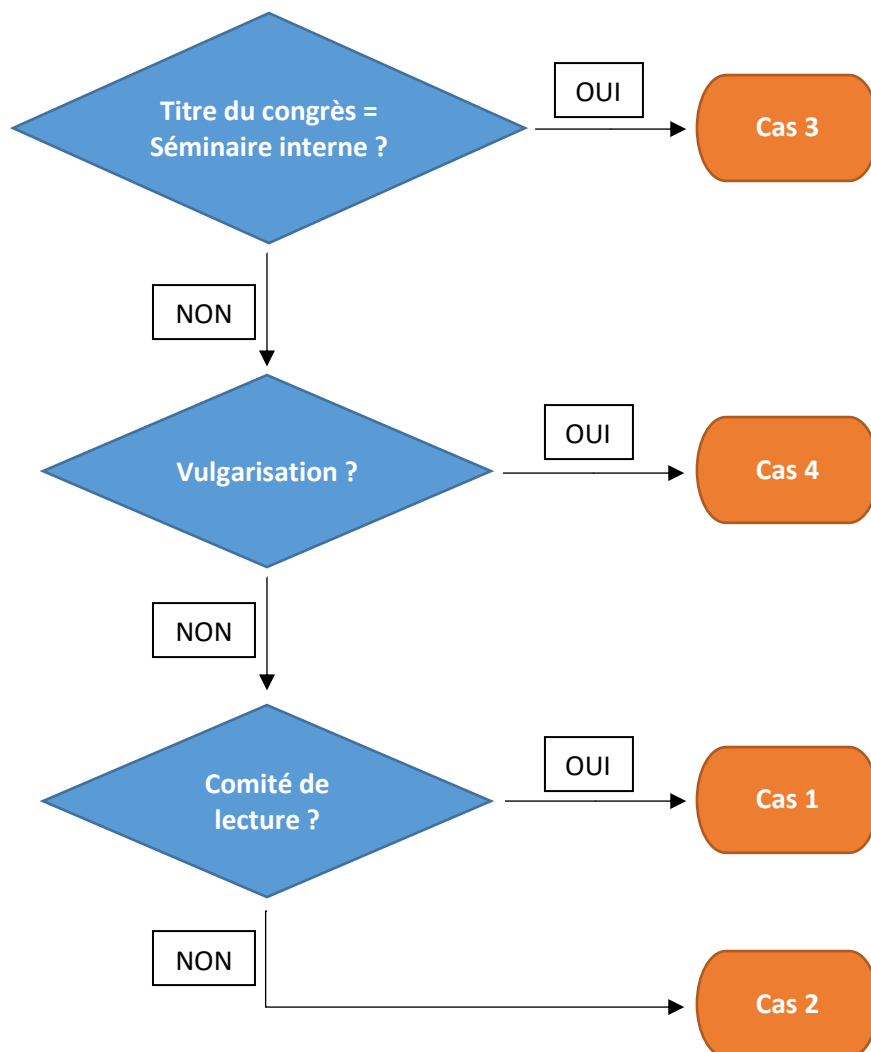 Titre du congrès =
Séminaire interne ?
OUI
Cas 3
NON
Vulgarisation ?
OUI
Cas 4
NON
Comité de
lecture ?
OUI
Cas 1
NON
Cas 2